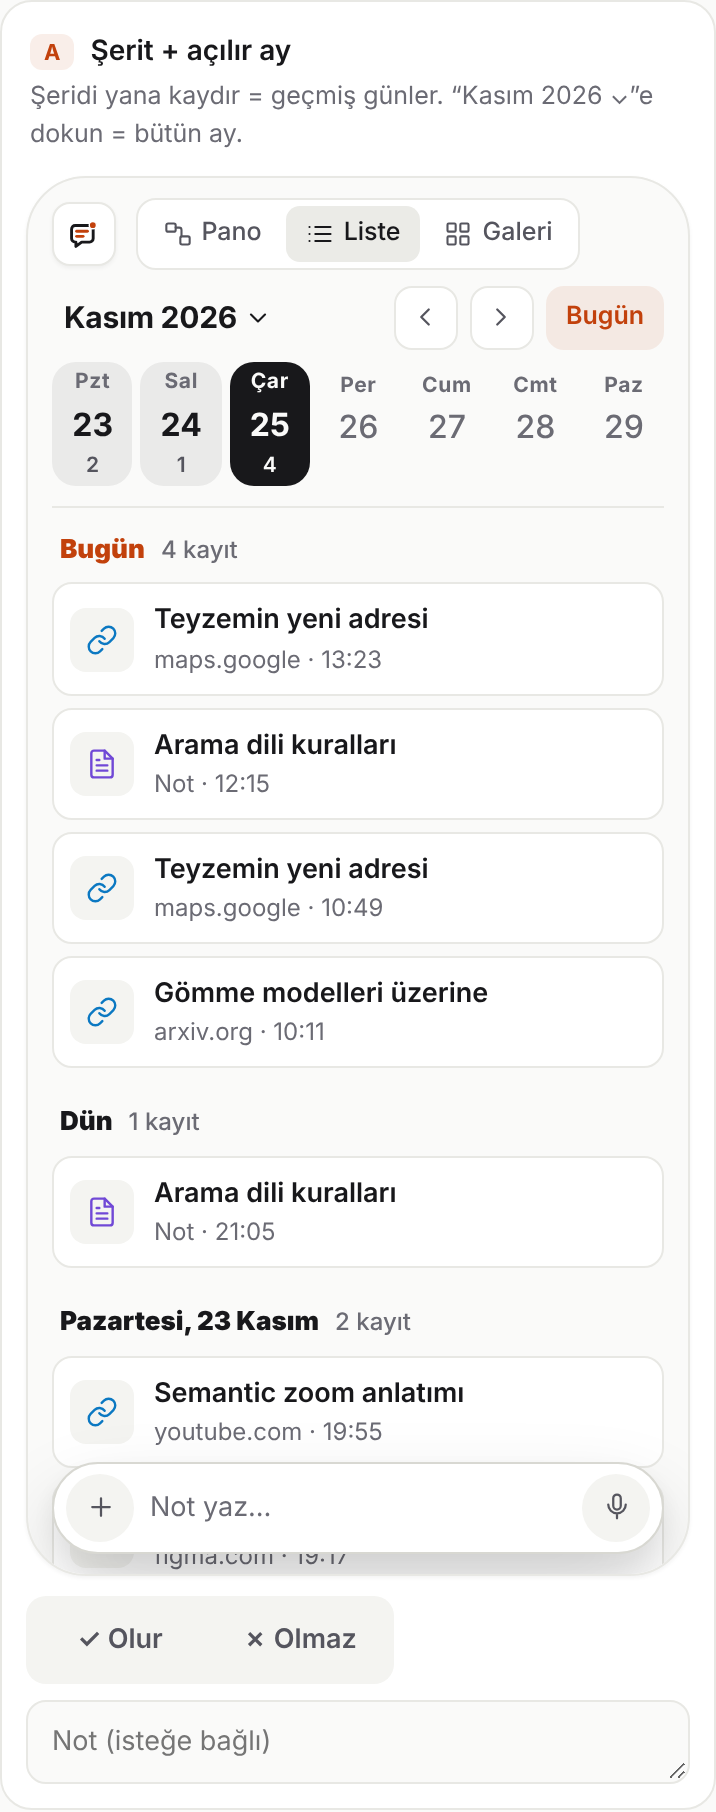 A Şerit + açılır ay
Şeridi yana kaydır = geçmiş günler. “Kasım 2026 ⌵”e
dokun = bütün ay.
Pano Liste Galeri
Kasım 2026 Bugün
Pzt Sal Çar Per Cum Cmt Paz
23 24 25 26 27 28 29
2 1 4
Bugün 4 kayıt
Teyzemin yeni adresi
maps.google · 13:23
Arama dili kuralları
Not · 12:15
Teyzemin yeni adresi
maps.google · 10:49
Gömme modelleri üzerine
arxiv.org · 10:11
Dün 1 kayıt
Arama dili kuralları
Not · 21:05
Pazartesi, 23 Kasım 2 kayıt
Semantic zoom anlatımı
youtube.com · 19:55
Not yaz...
figma.com · 19:17
✓ Olur × Olmaz
Not (isteğe bağlı)